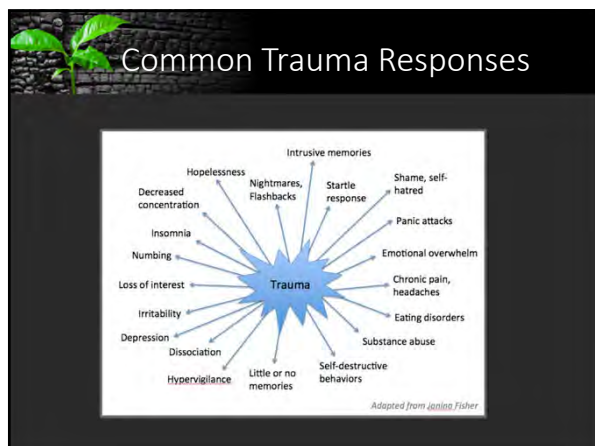 Common Trauma Responses
Intrusive memories
Hopelessness
Nightmares,
Flashbacks
Startle
response
Shame, self-
hatred
Decreased
concentration
Panic attacks
Insomnia
Emotional overwhelm
Numbing
Chronic pain,
headaches
Loss of interest
Trauma
Eating disorders
Irritability
Substance abuse
Depression
Dissociation
Self-destructive
behaviors
Hypervigilance
Little or no
memories
Adapted from Janina Fisher